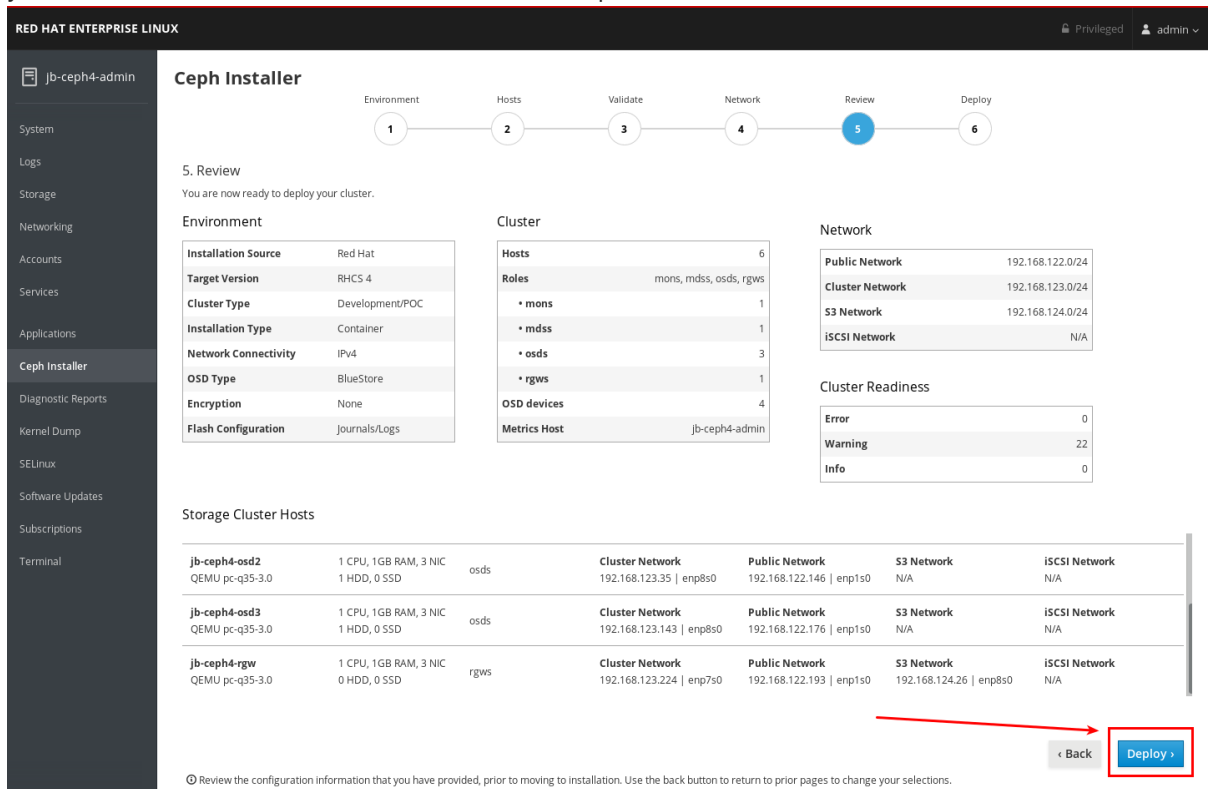 RED HAT ENTERPRISE LINUX
Privileged
admin
jb-ceph4-admin
System
Logs
Storage
Networking
Accounts
Services
Applications
Ceph Installer
Diagnostic Reports
Kernel Dump
SELinux
Software Updates
Subscriptions
Terminal
Ceph Installer
Environment Hosts Validate Network Review Deploy
1 2 3 4 5 6
5. Review
You are now ready to deploy your cluster.
Environment
Installation Source Red Hat
Target Version RHCS 4
Cluster Type Development/POC
Installation Type Container
Network Connectivity IPv4
OSD Type BlueStore
Encryption None
Flash Configuration Journals/Logs
Cluster
Hosts 6
Roles mons, mdss, osds, rgws
• mons 1
• mdss 1
• osds 3
• rgws 1
OSD devices 4
Metrics Host jb-ceph4-admin
Network
Public Network 192.168.122.0/24
Cluster Network 192.168.123.0/24
S3 Network 192.168.124.0/24
iSCSI Network N/A
Cluster Readiness
Error 0
Warning 22
Info 0
Storage Cluster Hosts
jb-ceph4-osd2 1 CPU, 1GB RAM, 3 NIC osds Cluster Network Public Network S3 Network iSCSI Network
QEMU pc-q35-3.0 1 HDD, 0 SSD 192.168.123.35 | enp8s0 192.168.122.146 | enp1s0 N/A N/A
jb-ceph4-osd3 1 CPU, 1GB RAM, 3 NIC osds Cluster Network Public Network S3 Network iSCSI Network
QEMU pc-q35-3.0 1 HDD, 0 SSD 192.168.123.143 | enp8s0 192.168.122.176 | enp1s0 N/A N/A
jb-ceph4-rgw 1 CPU, 1GB RAM, 3 NIC rgws Cluster Network Public Network S3 Network iSCSI Network
QEMU pc-q35-3.0 0 HDD, 0 SSD 192.168.123.224 | enp7s0 192.168.122.193 | enp1s0 192.168.124.26 | enp8s0 N/A
‹ Back Deploy ›
Review the configuration information that you have provided, prior to moving to installation. Use the back button to return to prior pages to change your selections.